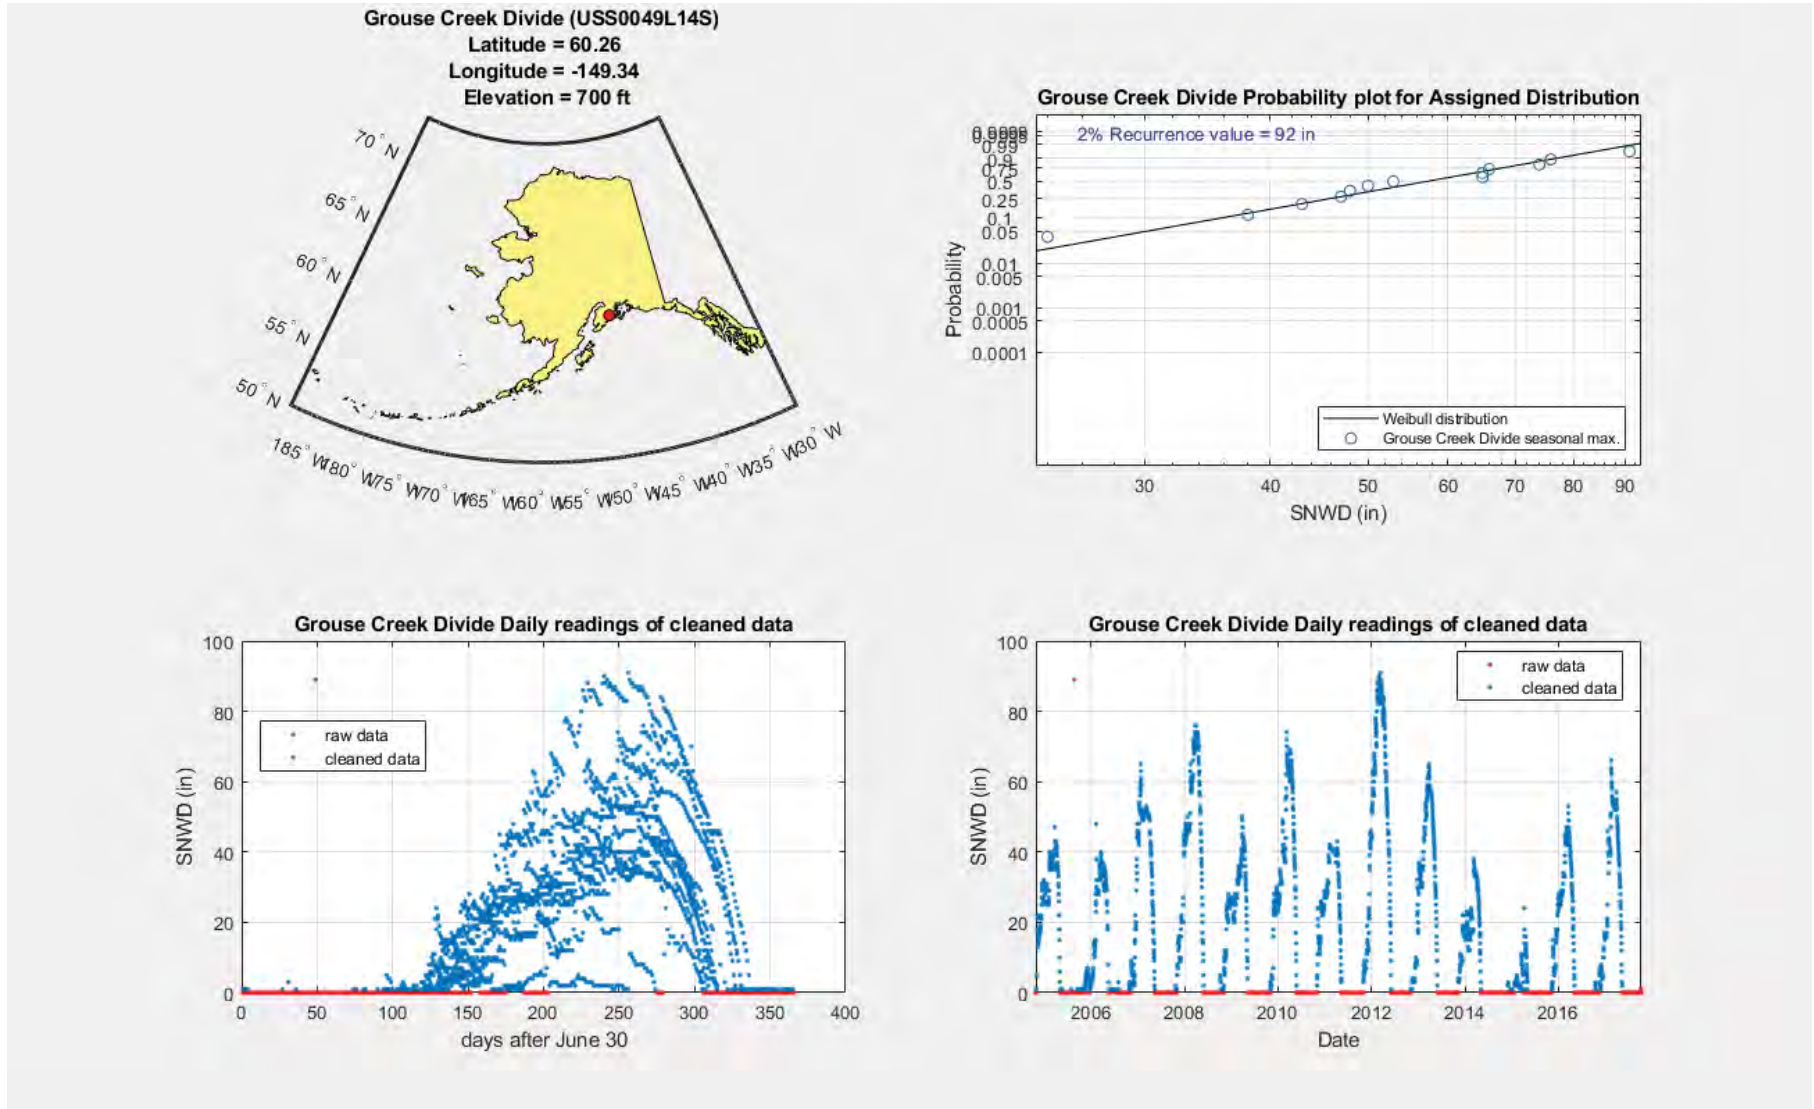 Grouse Creek Divide (USS0049L14S)
Latitude = 60.26
Longitude = -149.34
Elevation = 700 ft
70° N
65° N
60° N
55° N
50° N
185° W
180° W
175° W
170° W
165° W
160° W
155° W
150° W
145° W
140° W
135° W
130° W
Grouse Creek Divide Probability plot for Assigned Distribution
2% Recurrence value = 92 in
0.99
0.9
0.75
0.5
0.25
0.1
0.05
0.01
0.005
0.001
0.0005
0.0001
Probability
Weibull distribution
Grouse Creek Divide seasonal max.
30 40 50 60 70 80 90
SNWD (in)
Grouse Creek Divide Daily readings of cleaned data
100
80
60
40
20
0
SNWD (in)
raw data
cleaned data
0 50 100 150 200 250 300 350 400
days after June 30
Grouse Creek Divide Daily readings of cleaned data
100
80
60
40
20
0
SNWD (in)
raw data
cleaned data
2006 2008 2010 2012 2014 2016
Date